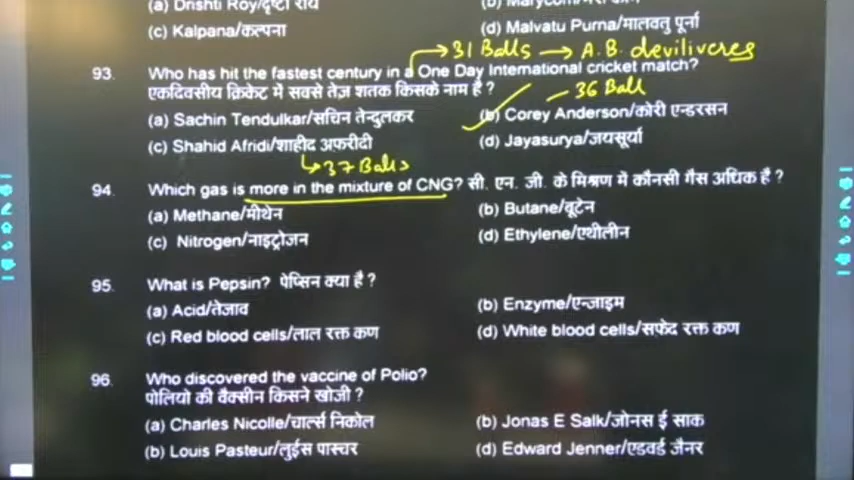 (a) Drishti Roy/दृष्टी राय
(c) Kalpana/कल्पना
(d) Malvatu Purna/मालवतु पूर्ना
31 Balls → A.B. deviliveres
93. Who has hit the fastest century in a One Day International cricket match?
एकदिवसीय क्रिकेट में सबसे तेज़ शतक किसके नाम है ?
36 Ball
(a) Sachin Tendulkar/सचिन तेन्दुलकर
(b) Corey Anderson/कोरी एन्डरसन
(c) Shahid Afridi/शाहीद अफरीदी
(d) Jayasurya/जयसूर्या
37 Balls
94. Which gas is more in the mixture of CNG? सी. एन. जी. के मिश्रण में कौनसी गैस अधिक है ?
(a) Methane/मीथेन
(b) Butane/बूटेन
(c) Nitrogen/नाइट्रोजन
(d) Ethylene/एथीलीन
95. What is Pepsin? पेप्सिन क्या है ?
(a) Acid/तेजाव
(b) Enzyme/एन्जाइम
(c) Red blood cells/लाल रक्त कण
(d) White blood cells/सफेद रक्त कण
96. Who discovered the vaccine of Polio?
पोलियो की वैक्सीन किसने खोजी ?
(a) Charles Nicolle/चार्ल्स निकोल
(b) Jonas E Salk/जोनस ई साक
(b) Louis Pasteur/लुईस पास्चर
(d) Edward Jenner/एडवर्ड जैनर